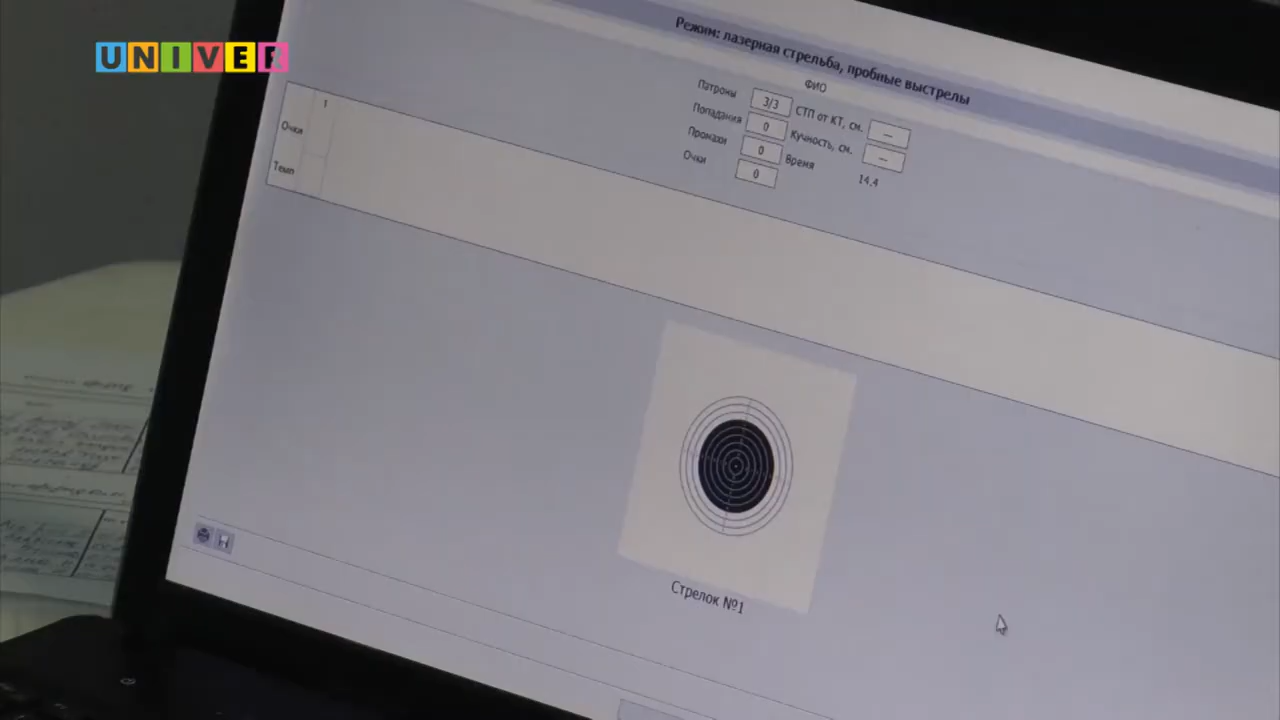 UNIVER
Режим: лазерная стрельба, пробные выстрелы
ФИО
Патроны 3/3 СТП от КТ, см. ---
Попадания 0 Кучность, см. ---
Промахи 0 Время 14.4
Очки 0
1
Очки
Темп
Стрелок №1